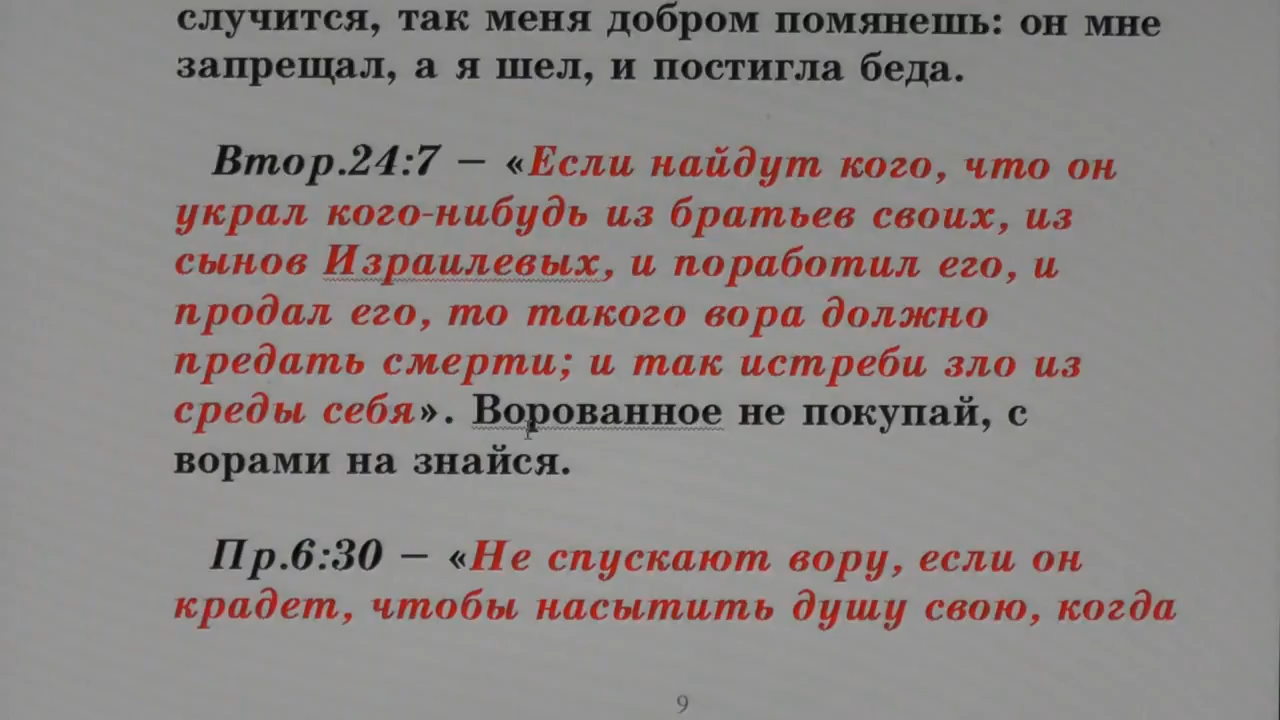 случится, так меня добром помянешь: он мне
запрещал, а я шел, и постигла беда.
Втор.24:7 – «Если найдут кого, что он
украл кого-нибудь из братьев своих, из
сынов Израилевых, и поработил его, и
продал его, то такого вора должно
предать смерти; и так истреби зло из
среды себя». Ворованное не покупай, с
ворами на знайся.
Пр.6:30 – «Не спускают вору, если он
крадет, чтобы насытить душу свою, когда
9